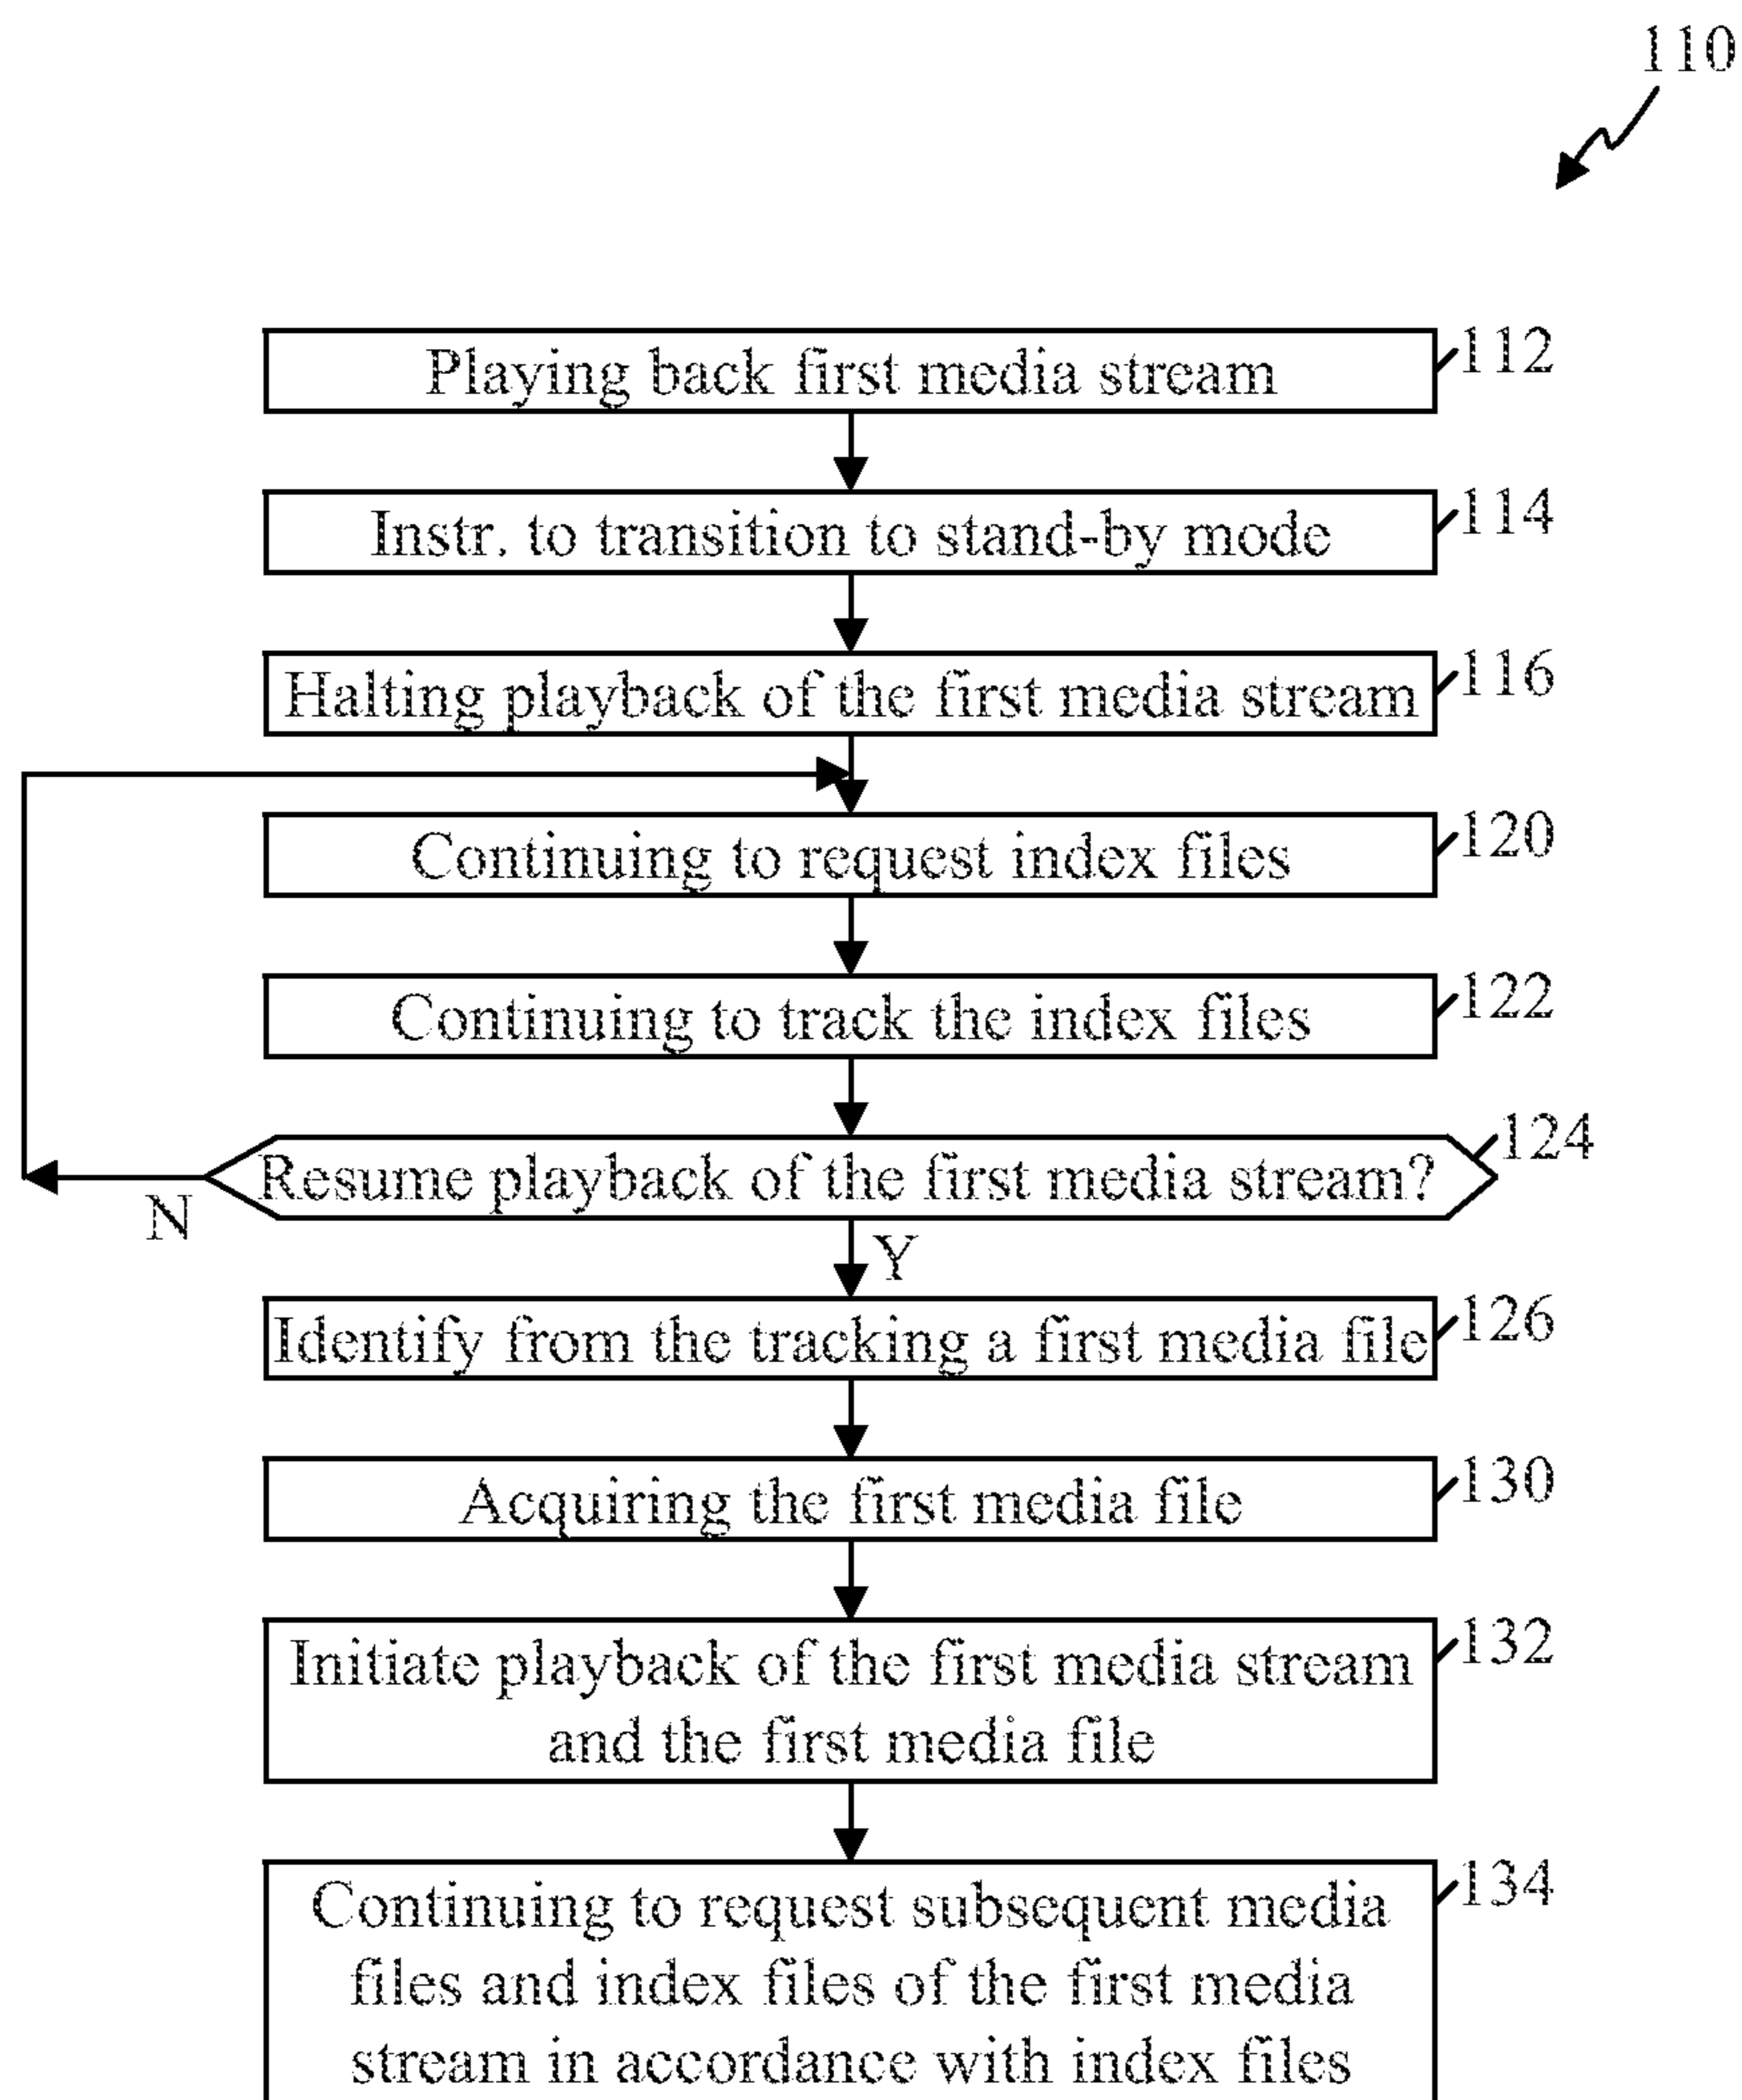 110
Playing back first media stream
112
Instr. to transition to stand-by mode
114
Halting playback of the first media stream
116
Continuing to request index files
120
Continuing to track the index files
122
Resume playback of the first media stream?
124
N
Y
Identify from the tracking a first media file
126
Acquiring the first media file
130
Initiate playback of the first media stream
and the first media file
132
Continuing to request subsequent media
files and index files of the first media
stream in accordance with index files
134